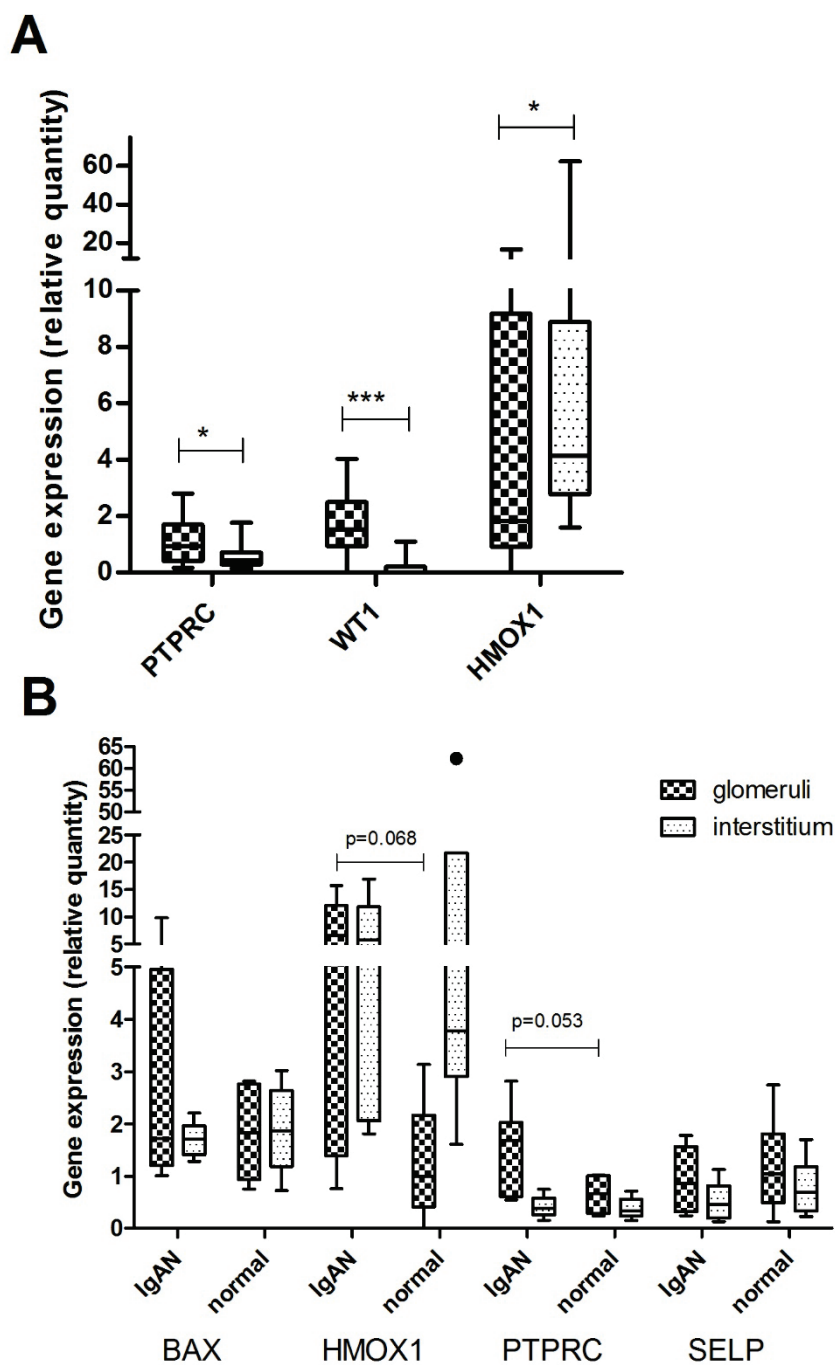 A
Gene expression (relative quantity)
60
40
20
10
8
6
4
2
0
*
***
*
PTPRC
WT1
HMOX1
B
Gene expression (relative quantity)
65
60
55
50
25
20
15
10
5
5
4
3
2
1
0
p=0.068
p=0.053
glomeruli
interstitium
IgAN
normal
IgAN
normal
IgAN
normal
IgAN
normal
BAX
HMOX1
PTPRC
SELP